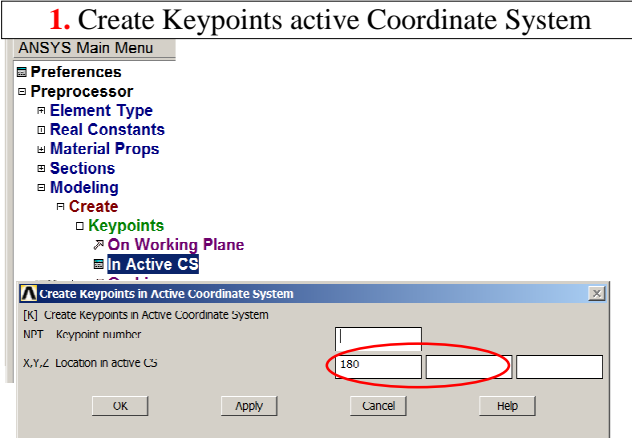 1. Create Keypoints active Coordinate System
ANSYS Main Menu
Preferences
Preprocessor
Element Type
Real Constants
Material Props
Sections
Modeling
Create
Keypoints
On Working Plane
In Active CS
Create Keypoints in Active Coordinate System
[K] Create Keypoints in Active Coordinate System
NPT Keypoint number
X,Y,Z Location in active CS 180
OK Apply Cancel Help